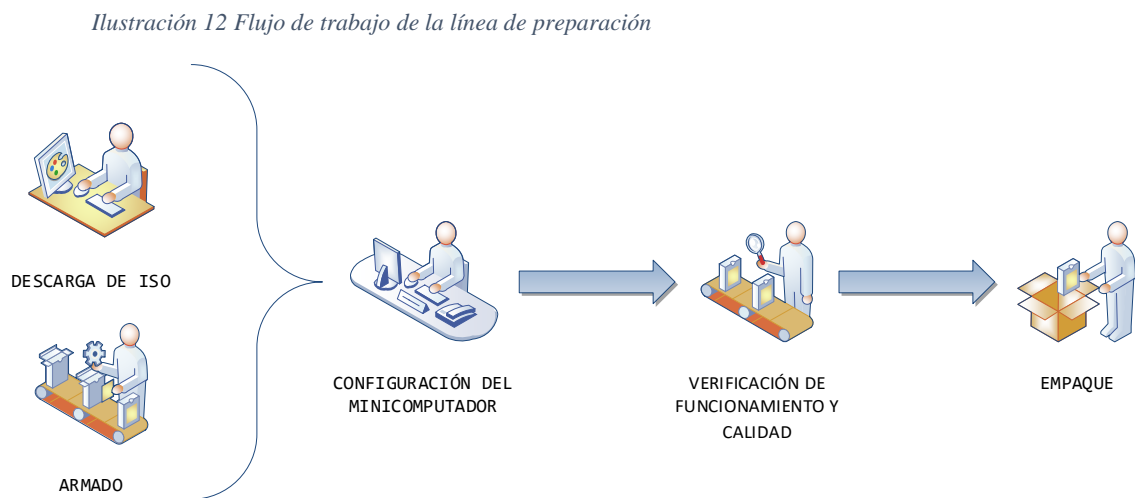 Ilustración 12 Flujo de trabajo de la línea de preparación
DESCARGA DE ISO
ARMADO
CONFIGURACIÓN DEL
MINICOMPUTADOR
VERIFICACIÓN DE
FUNCIONAMIENTO Y
CALIDAD
EMPAQUE